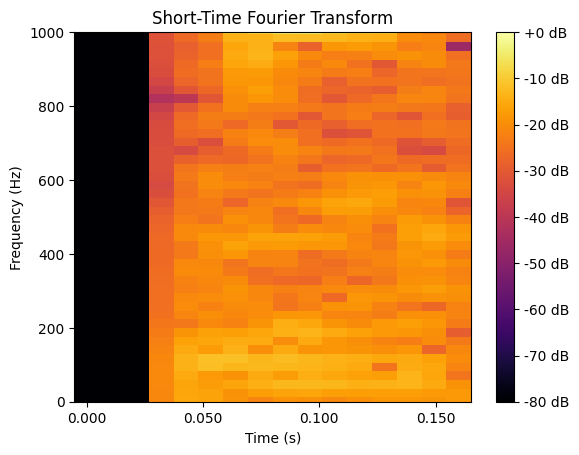 Short-Time Fourier Transform
1000
800
600
400
200
0
Frequency (Hz)
0.000
0.050
0.100
0.150
Time (s)
+0 dB
-10 dB
-20 dB
-30 dB
-40 dB
-50 dB
-60 dB
-70 dB
-80 dB